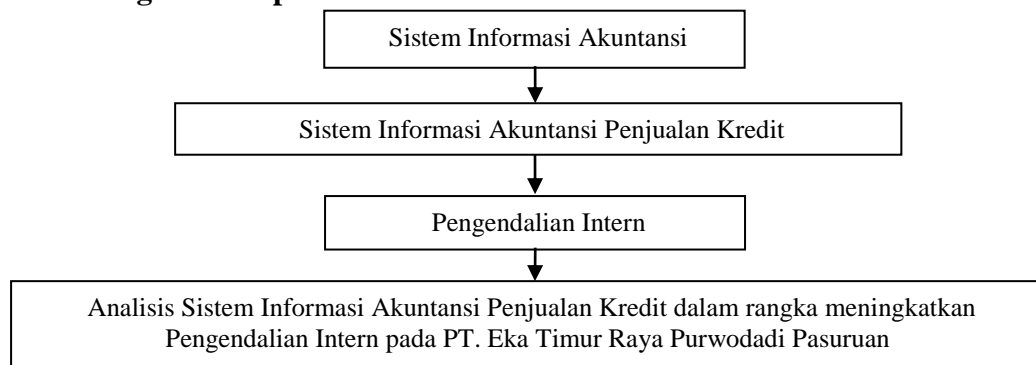 Sistem Informasi Akuntansi
Sistem Informasi Akuntansi Penjualan Kredit
Pengendalian Intern
Analisis Sistem Informasi Akuntansi Penjualan Kredit dalam rangka meningkatkan
Pengendalian Intern pada PT. Eka Timur Raya Purwodadi Pasuruan